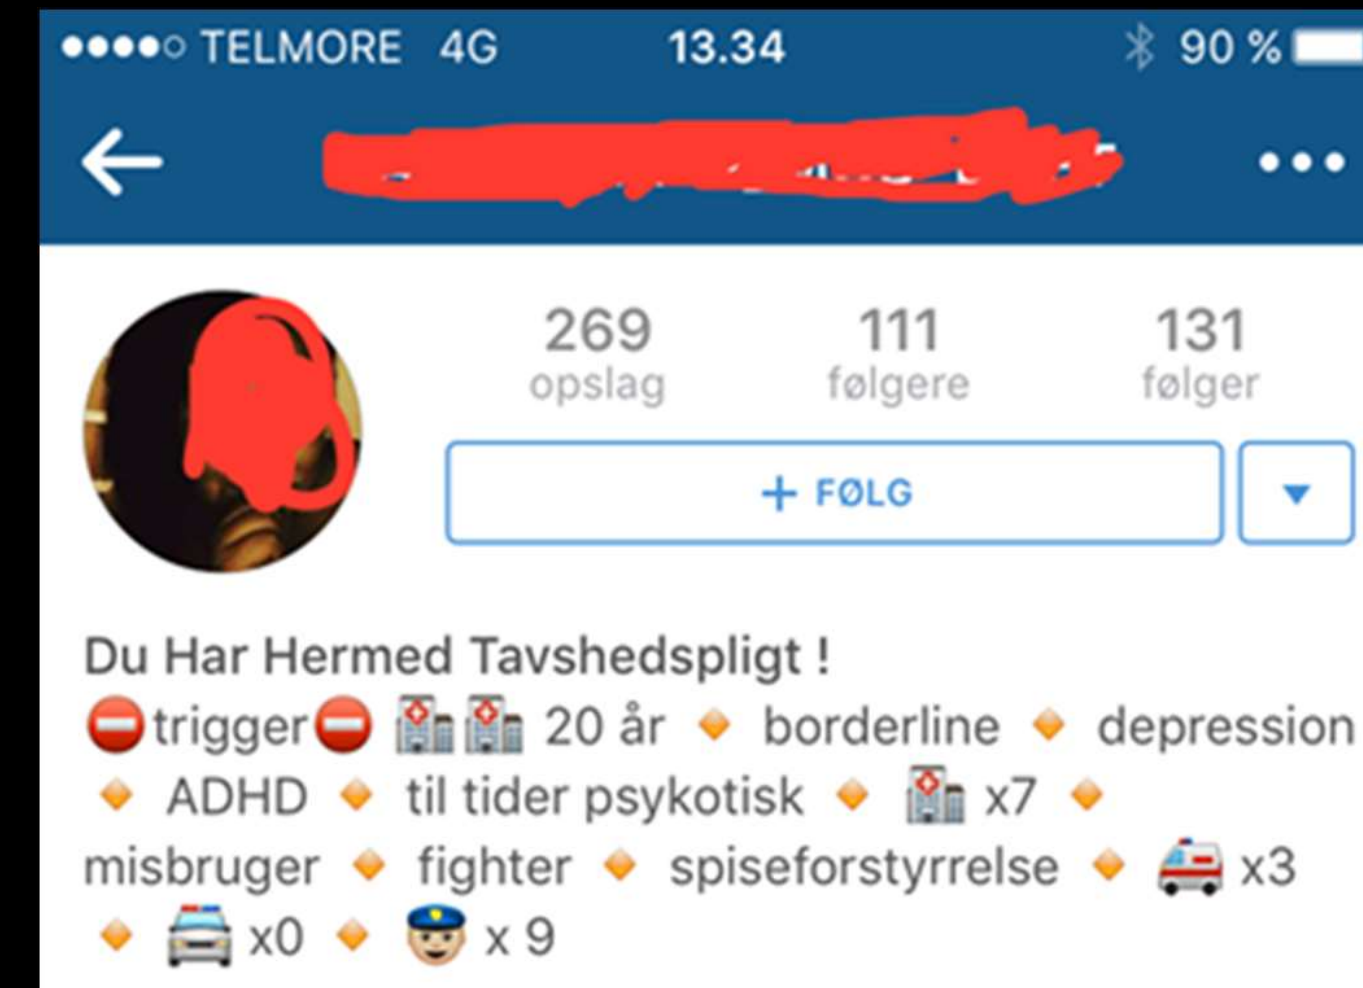 TELMORE 4G 13.34 90 %
269 111 131
opslag følgere følger
+ FØLG
Du Har Hermed Tavshedspligt !
⛔trigger⛔ 🏥🏥 20 år 🔸 borderline 🔸 depression
🔸 ADHD 🔸 til tider psykotisk 🔸 🏥 x7 🔸
misbruger 🔸 fighter 🔸 spiseforstyrrelse 🔸 🚑 x3
🔸 🚔 x0 🔸 👮🏼 x 9